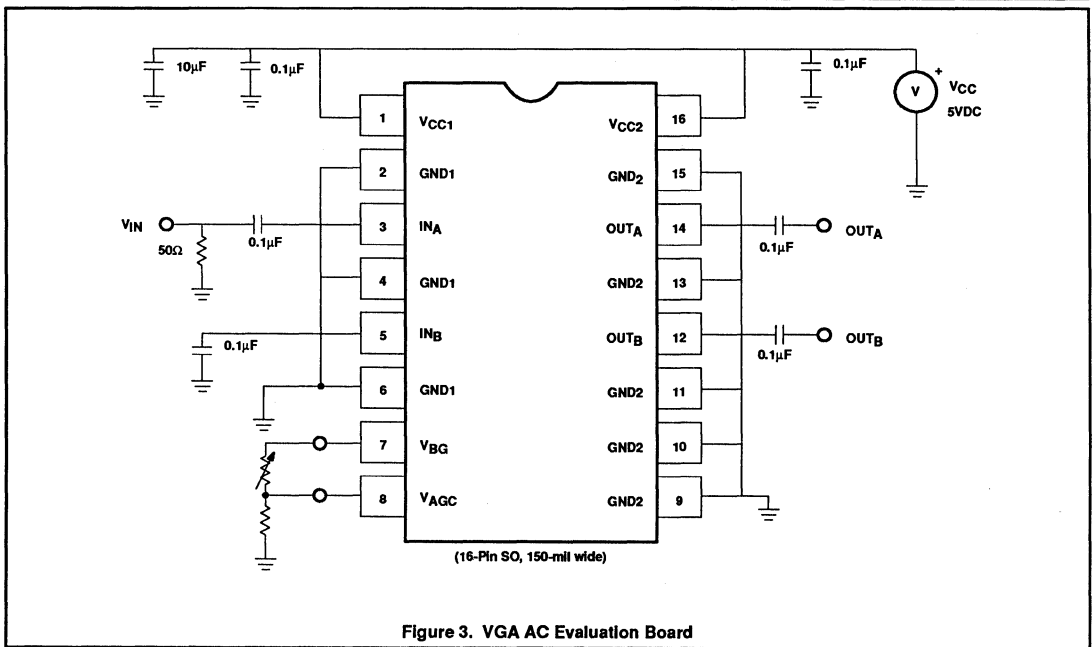 10µF
0.1µF
0.1µF
+
V
VCC
5VDC
1
VCC1
VCC2
16
2
GND1
GND2
15
VIN
50Ω
0.1µF
3
INA
OUTA
14
0.1µF
OUTA
4
GND1
GND2
13
0.1µF
5
INB
OUTB
12
0.1µF
OUTB
6
GND1
GND2
11
7
VBG
GND2
10
8
VAGC
GND2
9
(16-Pin SO, 150-mil wide)
Figure 3. VGA AC Evaluation Board